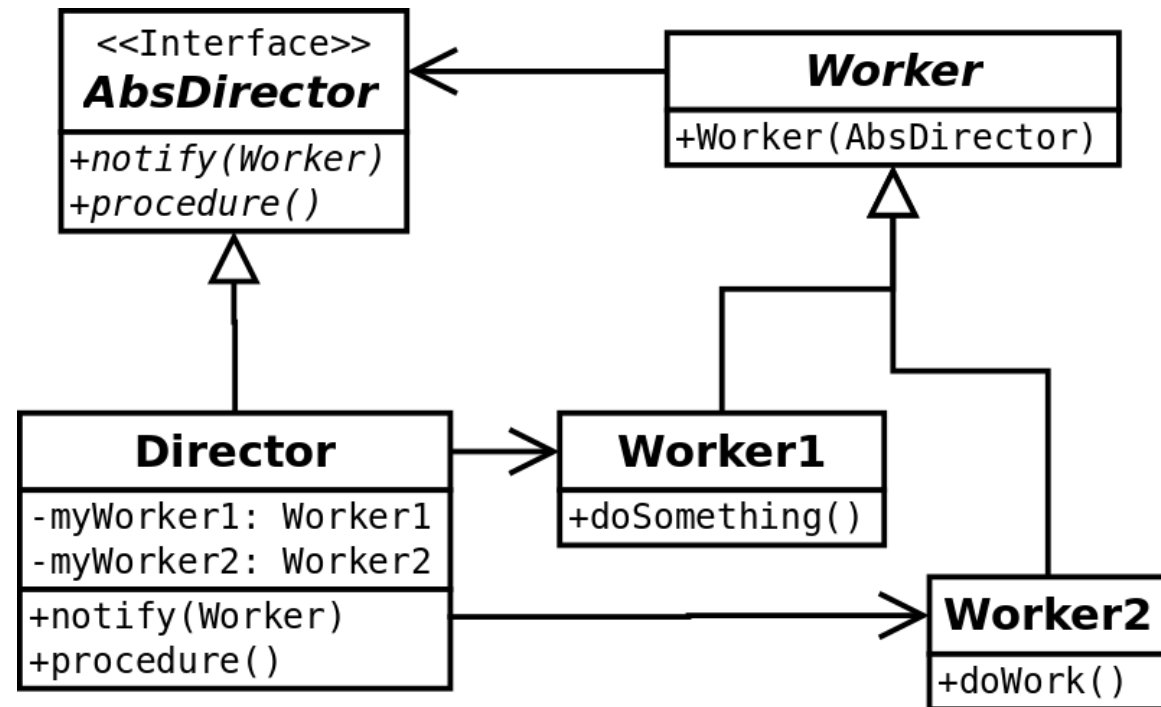 <<Interface>>
AbsDirector
+notify(Worker)
+procedure()
Worker
+Worker(AbsDirector)
Director
-myWorker1: Worker1
-myWorker2: Worker2
+notify(Worker)
+procedure()
Worker1
+doSomething()
Worker2
+doWork()